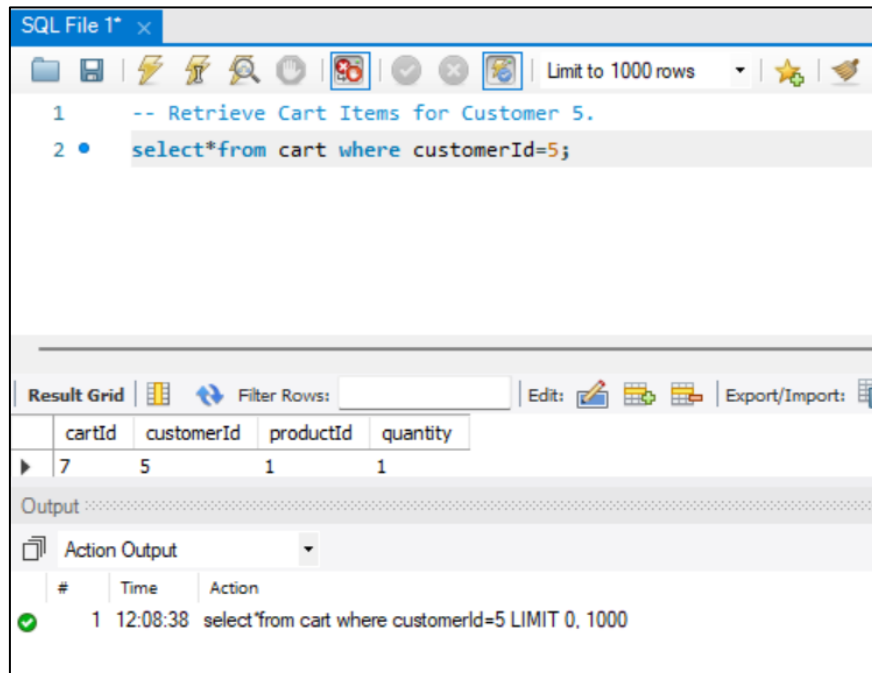 SQL File 1* ×
Limit to 1000 rows
1 -- Retrieve Cart Items for Customer 5.
2 select*from cart where customerId=5;
Result Grid Filter Rows: Edit: Export/Import:
cartId customerId productId quantity
7 5 1 1
Output
Action Output
# Time Action
1 12:08:38 select*from cart where customerId=5 LIMIT 0, 1000